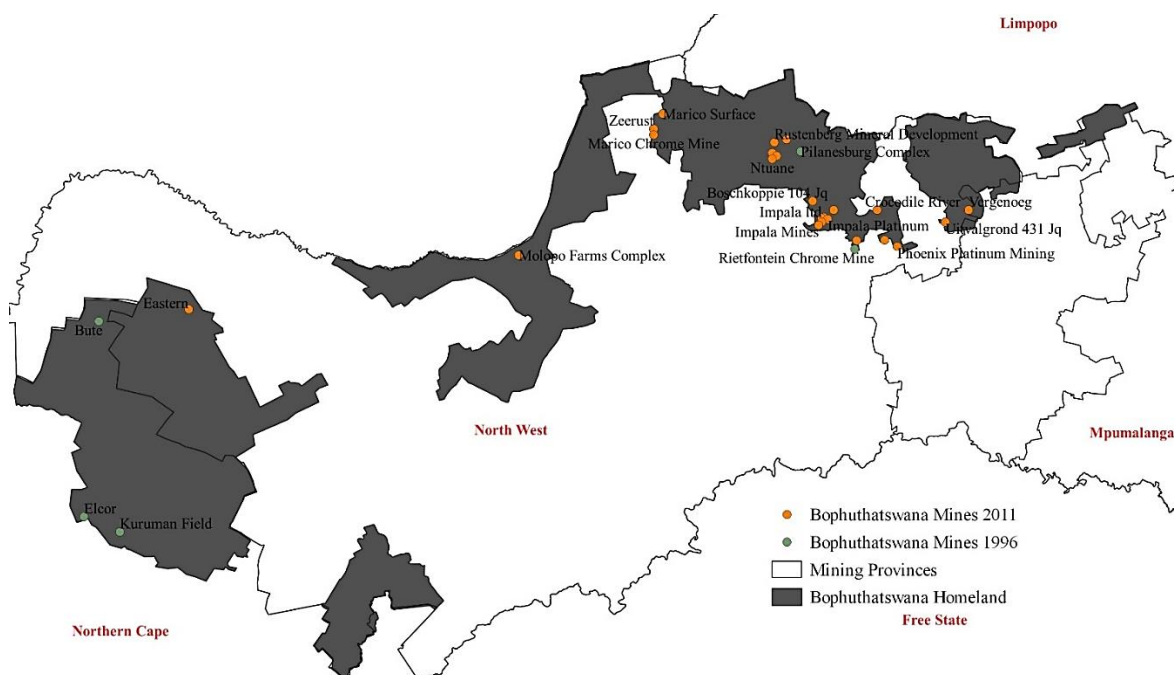 Limpopo
Marico Surface
Zeerust
Marico Chrome Mine
Rustenberg Mineral Development
Pilanesburg Complex
Ntuane
Boschkoppie 104 Jq
Crocodile River
Vergenoeg
Impala ltd
Impala Platinum
Uitvalgrond 431 Jq
Impala Mines
Phoenix Platinum Mining
Rietfontein Chrome Mine
Molopo Farms Complex
Eastern
Bute
North West
Mpumalanga
Elcor
Kuruman Field
Bophuthatswana Mines 2011
Bophuthatswana Mines 1996
Mining Provinces
Bophuthatswana Homeland
Free State
Northern Cape